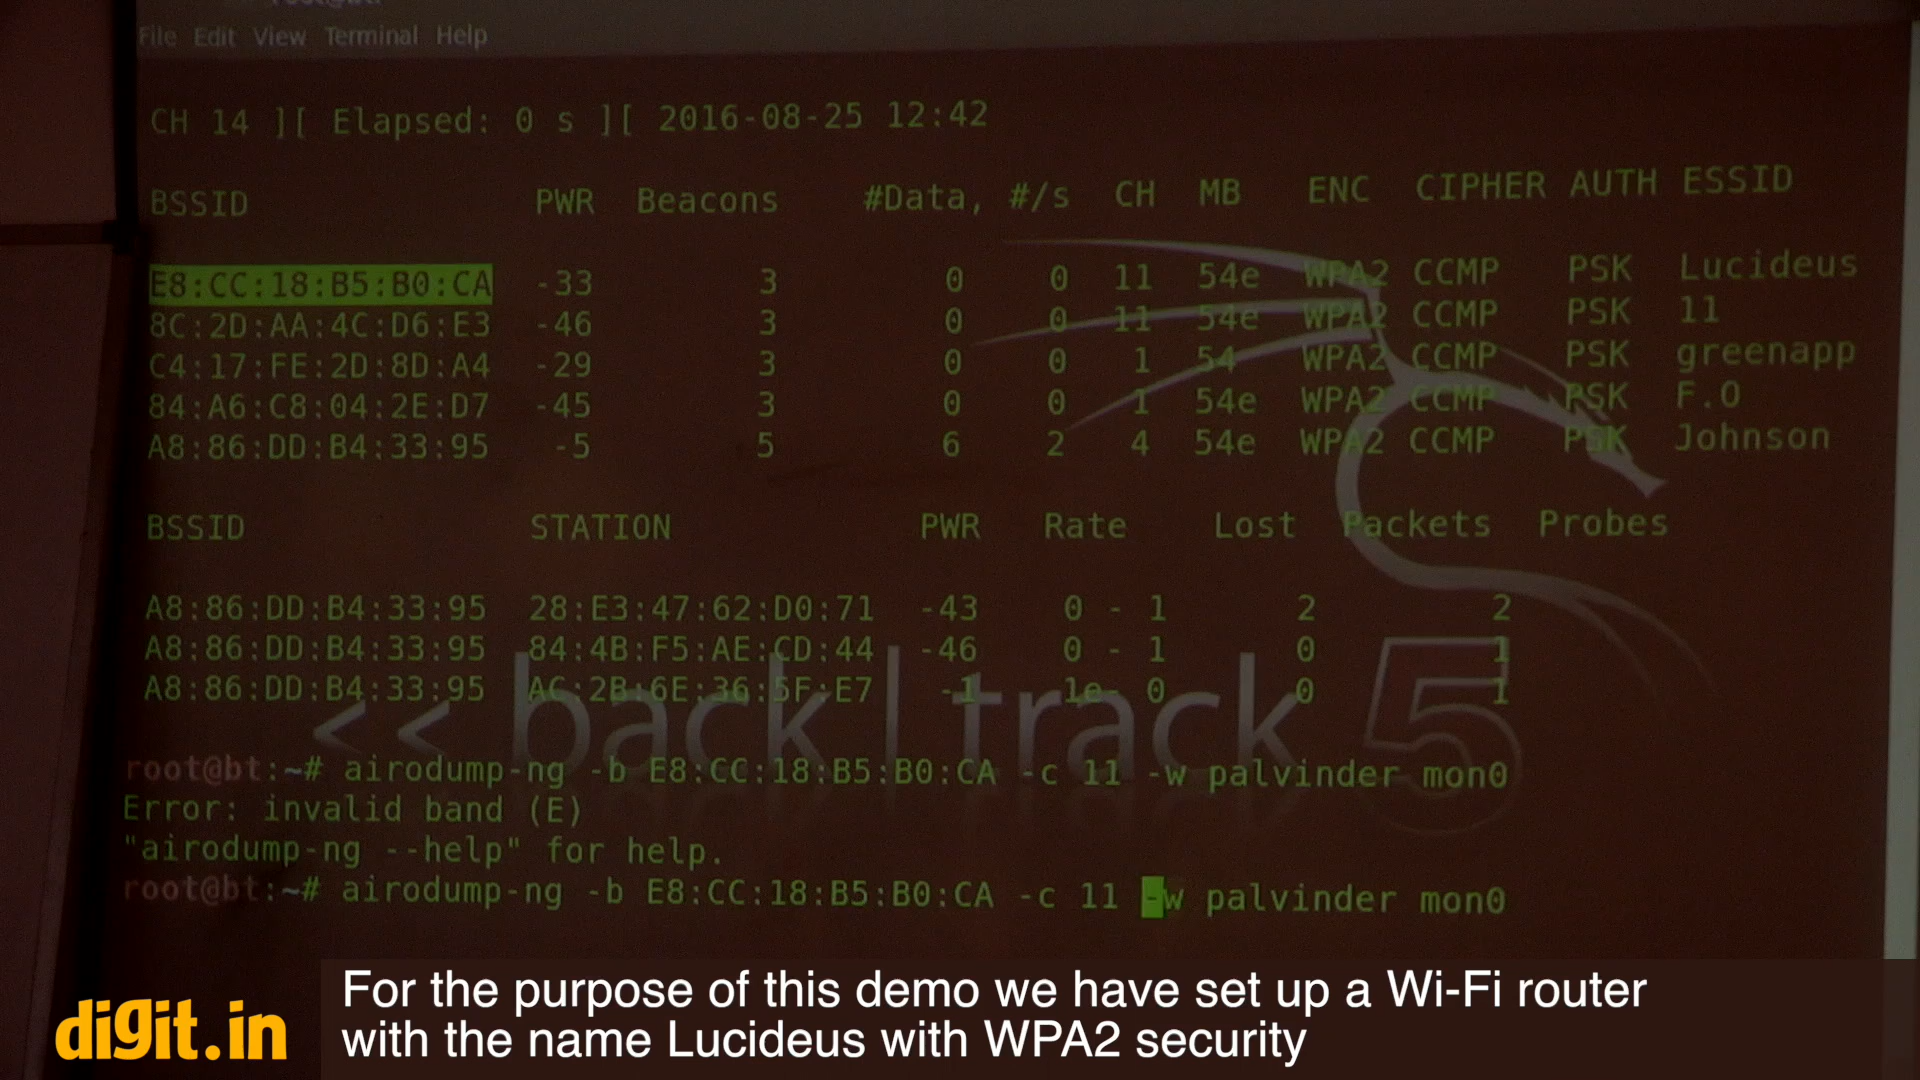 File Edit View Terminal Help
CH 14 ][ Elapsed: 0 s ][ 2016-08-25 12:42
BSSID PWR Beacons #Data, #/s CH MB ENC CIPHER AUTH ESSID
E8:CC:18:B5:B0:CA -33 3 0 0 11 54e WPA2 CCMP PSK Lucideus
8C:2D:AA:4C:D6:E3 -46 3 0 0 11 54e WPA2 CCMP PSK 11
C4:17:FE:2D:8D:A4 -29 3 0 0 1 54 WPA2 CCMP PSK greenapp
84:A6:C8:04:2E:D7 -45 3 0 0 1 54e WPA2 CCMP PSK F.O
A8:86:DD:B4:33:95 -5 5 6 2 4 54e WPA2 CCMP PSK Johnson
BSSID STATION PWR Rate Lost Packets Probes
A8:86:DD:B4:33:95 28:E3:47:62:D0:71 -43 0 - 1 2 2
A8:86:DD:B4:33:95 84:4B:F5:AE:CD:44 -46 0 - 1 0 1
A8:86:DD:B4:33:95 AC:2B:6E:36:5F:E7 -1 1e- 0 0 1
<< back|track 5
root@bt:~# airodump-ng -b E8:CC:18:B5:B0:CA -c 11 -w palvinder mon0
Error: invalid band (E)
"airodump-ng --help" for help.
root@bt:~# airodump-ng -b E8:CC:18:B5:B0:CA -c 11 -w palvinder mon0
For the purpose of this demo we have set up a Wi-Fi router
with the name Lucideus with WPA2 security
digit.in